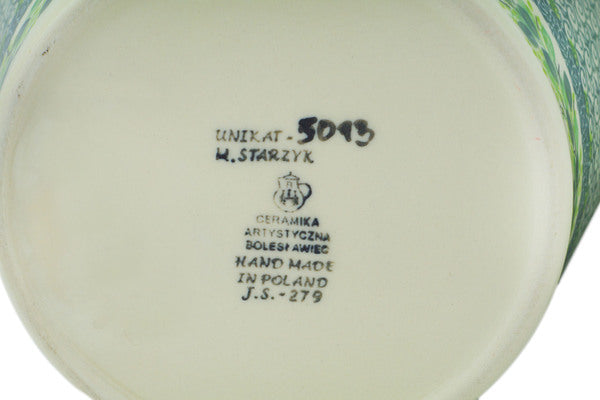 UNIKAT - 5013
M. STARZYK
CERAMIKA
ARTYSTYCZNA
BOLESŁAWIEC
HAND MADE
IN POLAND
J.S. - 279